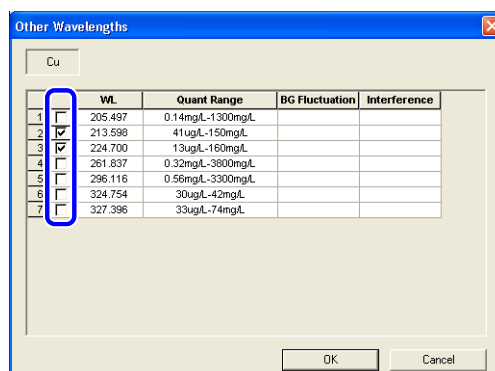 Other Wavelengths
Cu
WL Quant Range BG Fluctuation Interference
1 205.497 0.14mg/L-1300mg/L
2 213.598 41ug/L-150mg/L
3 224.700 13ug/L-160mg/L
4 261.837 0.32mg/L-3800mg/L
5 296.116 0.56mg/L-3300mg/L
6 324.754 30ug/L-42mg/L
7 327.396 33ug/L-74mg/L
OK Cancel